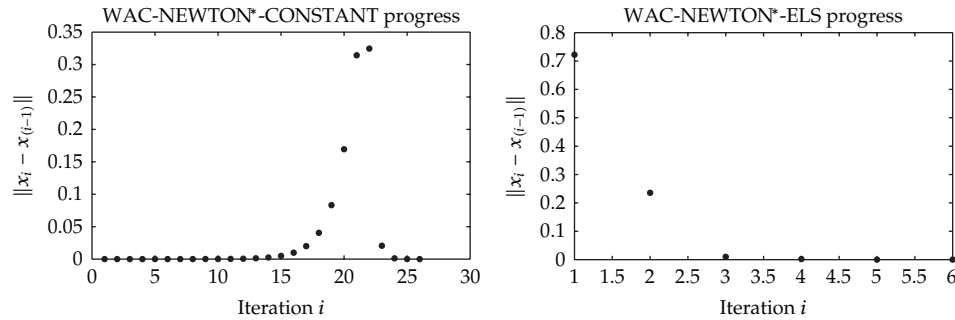 WAC-NEWTON*-CONSTANT progress
0.35
0.3
0.25
0.2
0.15
0.1
0.05
0
0 5 10 15 20 25 30
||x_i − x_(i−1)||
Iteration i
WAC-NEWTON*-ELS progress
0.8
0.7
0.6
0.5
0.4
0.3
0.2
0.1
0
1 1.5 2 2.5 3 3.5 4 4.5 5 5.5 6
||x_i − x_(i−1)||
Iteration i